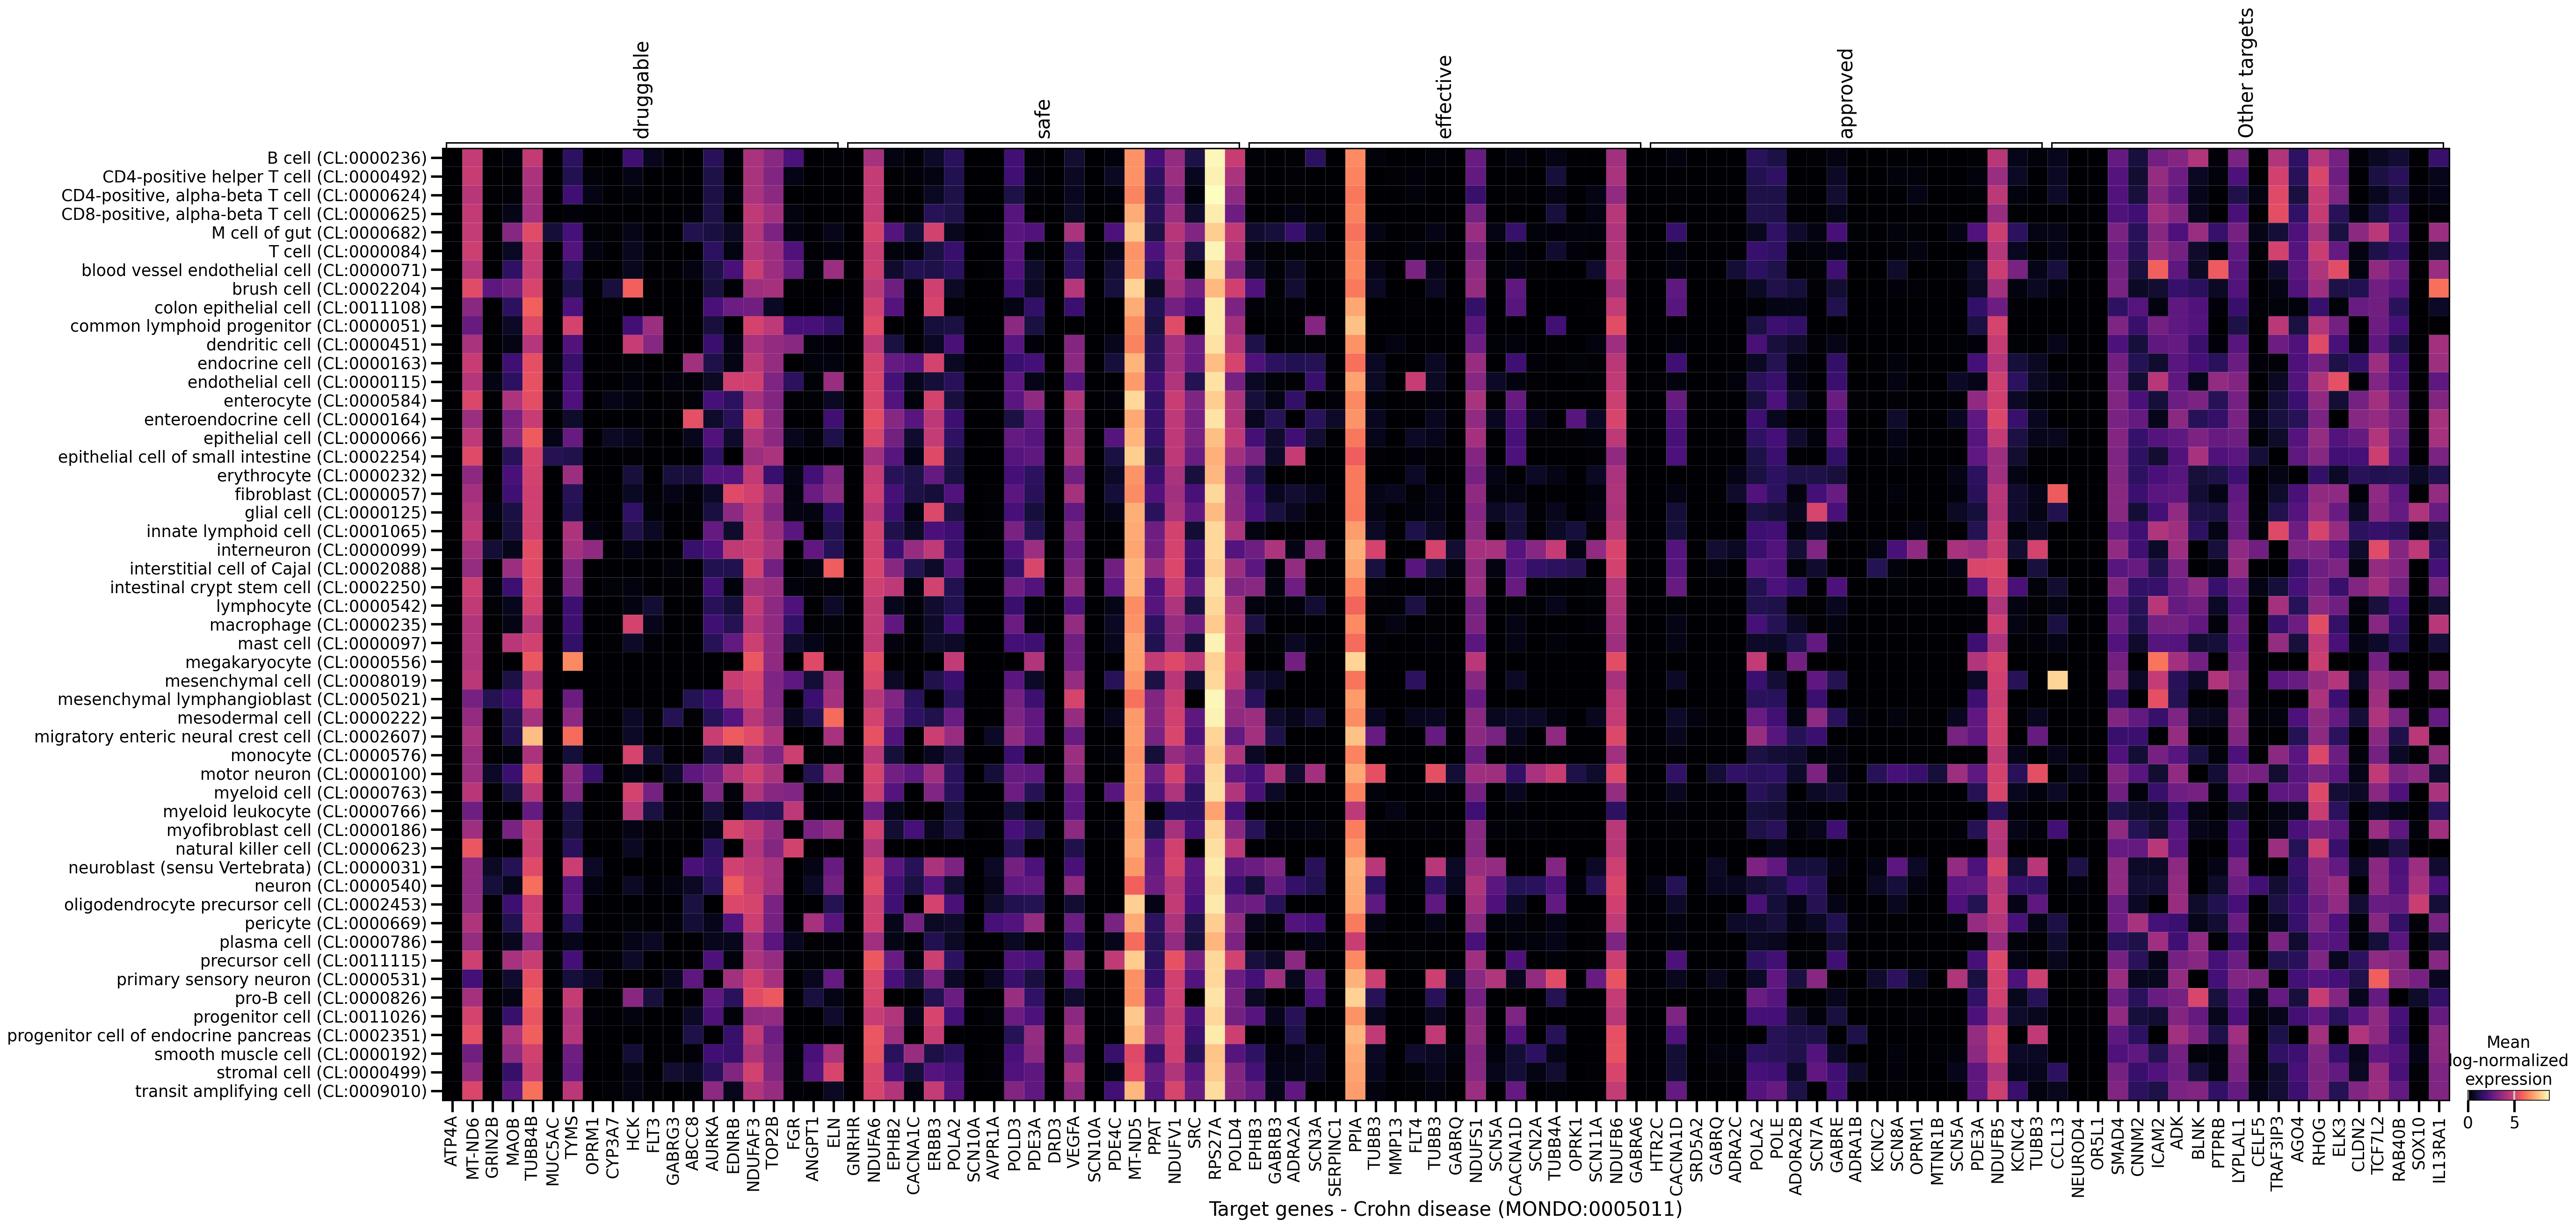 druggable
safe
effective
approved
Other targets
B cell (CL:0000236)
CD4-positive helper T cell (CL:0000492)
CD4-positive, alpha-beta T cell (CL:0000624)
CD8-positive, alpha-beta T cell (CL:0000625)
M cell of gut (CL:0000682)
T cell (CL:0000084)
blood vessel endothelial cell (CL:0000071)
brush cell (CL:0002204)
colon epithelial cell (CL:0011108)
common lymphoid progenitor (CL:0000051)
dendritic cell (CL:0000451)
endocrine cell (CL:0000163)
endothelial cell (CL:0000115)
enterocyte (CL:0000584)
enteroendocrine cell (CL:0000164)
epithelial cell (CL:0000066)
epithelial cell of small intestine (CL:0002254)
erythrocyte (CL:0000232)
fibroblast (CL:0000057)
glial cell (CL:0000125)
innate lymphoid cell (CL:0001065)
interneuron (CL:0000099)
interstitial cell of Cajal (CL:0002088)
intestinal crypt stem cell (CL:0002250)
lymphocyte (CL:0000542)
macrophage (CL:0000235)
mast cell (CL:0000097)
megakaryocyte (CL:0000556)
mesenchymal cell (CL:0008019)
mesenchymal lymphangioblast (CL:0005021)
mesodermal cell (CL:0000222)
migratory enteric neural crest cell (CL:0002607)
monocyte (CL:0000576)
motor neuron (CL:0000100)
myeloid cell (CL:0000763)
myeloid leukocyte (CL:0000766)
myofibroblast cell (CL:0000186)
natural killer cell (CL:0000623)
neuroblast (sensu Vertebrata) (CL:0000031)
neuron (CL:0000540)
oligodendrocyte precursor cell (CL:0002453)
pericyte (CL:0000669)
plasma cell (CL:0000786)
precursor cell (CL:0011115)
primary sensory neuron (CL:0000531)
pro-B cell (CL:0000826)
progenitor cell (CL:0011026)
progenitor cell of endocrine pancreas (CL:0002351)
smooth muscle cell (CL:0000192)
stromal cell (CL:0000499)
transit amplifying cell (CL:0009010)
ATP4A
MT-ND6
GRIN2B
MAOB
TUBB4B
MUC5AC
TYMS
OPRM1
CYP3A7
HCK
FLT3
GABRG3
ABCC8
AURKA
EDNRB
NDUFAF3
TOP2B
FGR
ANGPT1
ELN
GNRHR
NDUFA6
EPHB2
CACNA1C
ERBB3
POLA2
SCN10A
AVPR1A
POLD3
PDE3A
DRD3
VEGFA
SCN10A
PDE4C
MT-ND5
PPAT
NDUFV1
SRC
RPS27A
POLD4
EPHB3
GABRB3
ADRA2A
SCN3A
SERPINC1
PPIA
TUBB3
MMP13
FLT4
TUBB3
GABRQ
NDUFS1
SCN5A
CACNA1D
SCN2A
TUBB4A
OPRK1
SCN11A
NDUFB6
GABRA6
HTR2C
CACNA1D
SRD5A2
GABRQ
ADRA2C
POLA2
POLE
ADORA2B
SCN7A
GABRE
ADRA1B
KCNC2
SCN8A
OPRM1
MTNR1B
SCN5A
PDE3A
NDUFB5
KCNC4
TUBB3
CCL13
NEUROD4
OR5L1
SMAD4
CNNM2
ICAM2
ADK
BLNK
PTPRB
LYPLAL1
CELF5
TRAF3IP3
AGO4
RHOG
ELK3
CLDN2
TCF7L2
RAB40B
SOX10
IL13RA1
Target genes - Crohn disease (MONDO:0005011)
Mean
log-normalized
expression
0
5